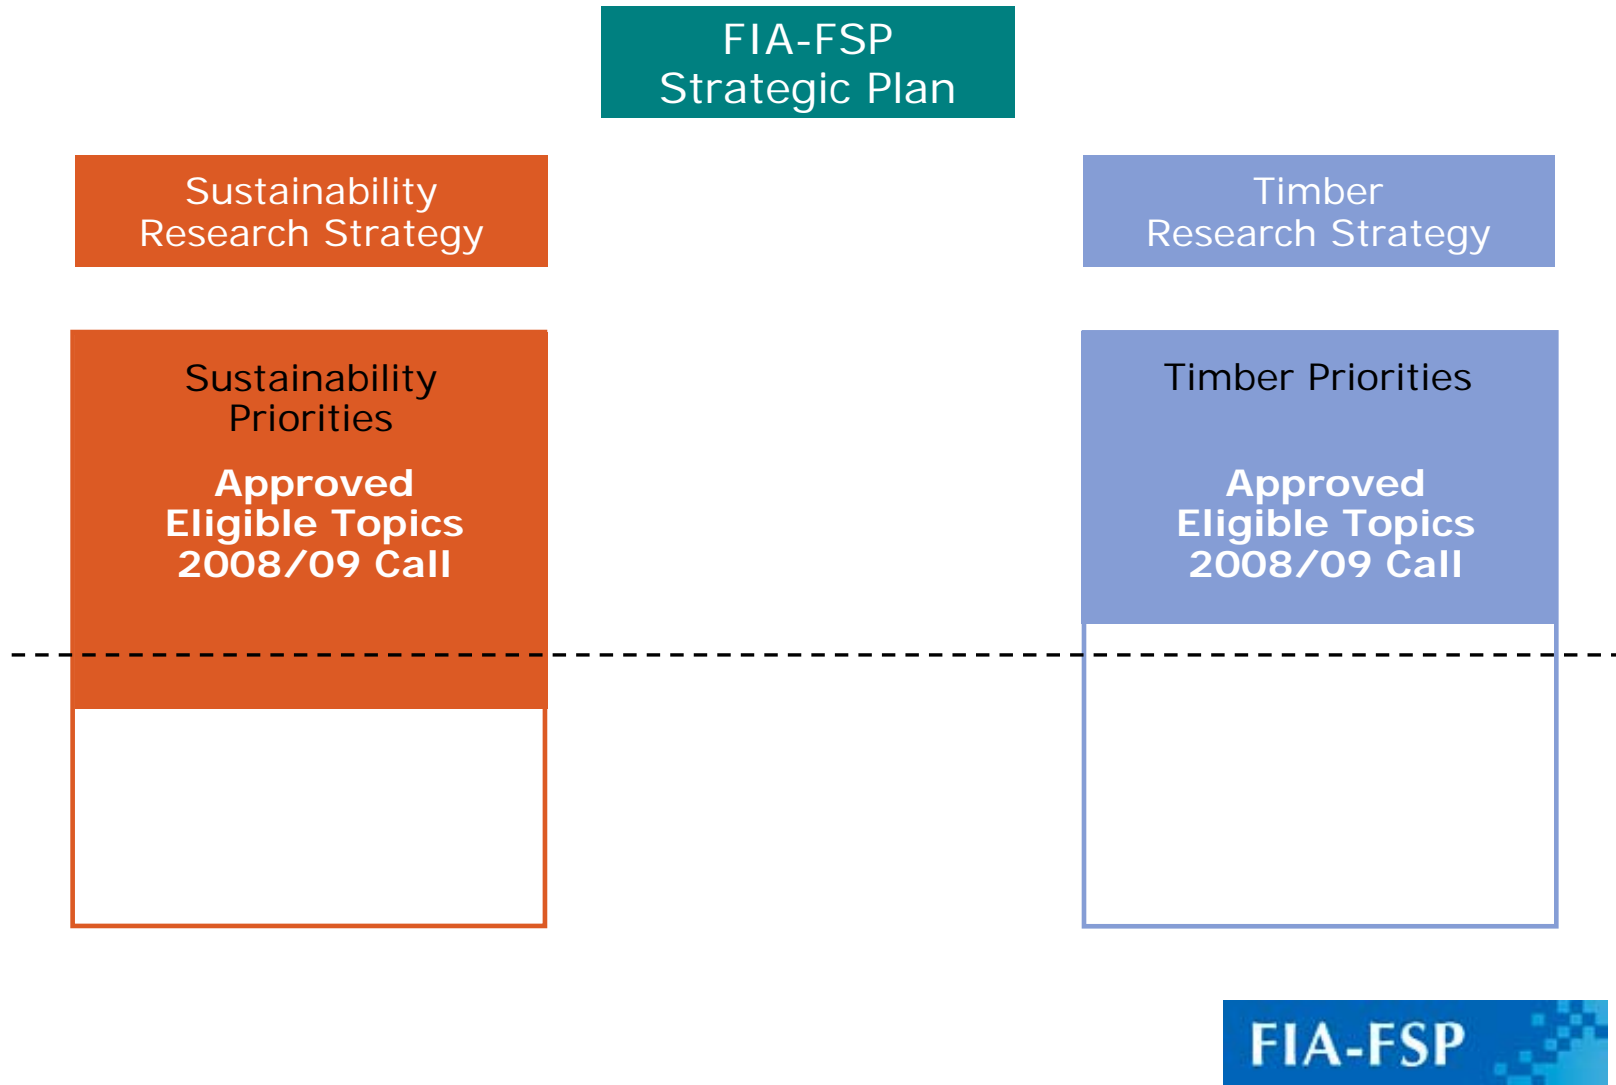 FIA-FSP
Strategic Plan
Sustainability
Research Strategy
Timber
Research Strategy
Sustainability
Priorities
Approved
Eligible Topics
2008/09 Call
Timber Priorities
Approved
Eligible Topics
2008/09 Call
FIA-FSP